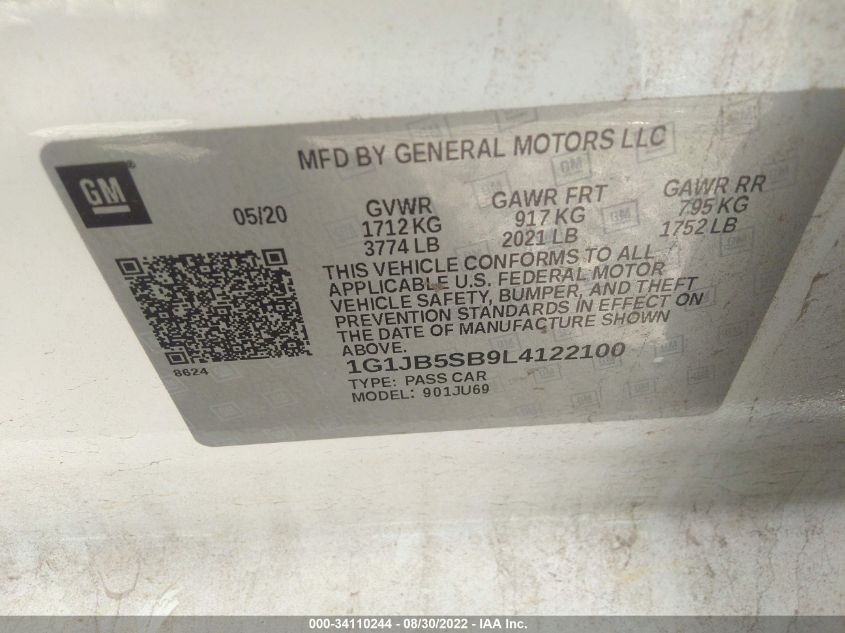 MFD BY GENERAL MOTORS LLC
GM
05/20
GVWR
1712 KG
3774 LB
GAWR FRT
917 KG
2021 LB
GAWR RR
795 KG
1752 LB
THIS VEHICLE CONFORMS TO ALL
APPLICABLE U.S. FEDERAL MOTOR
VEHICLE SAFETY, BUMPER, AND THEFT
PREVENTION STANDARDS IN EFFECT ON
THE DATE OF MANUFACTURE SHOWN
ABOVE.
8624
1G1JB5SB9L4122100
TYPE: PASS CAR
MODEL: 901JU69
000-34110244 - 08/30/2022 - IAA Inc.